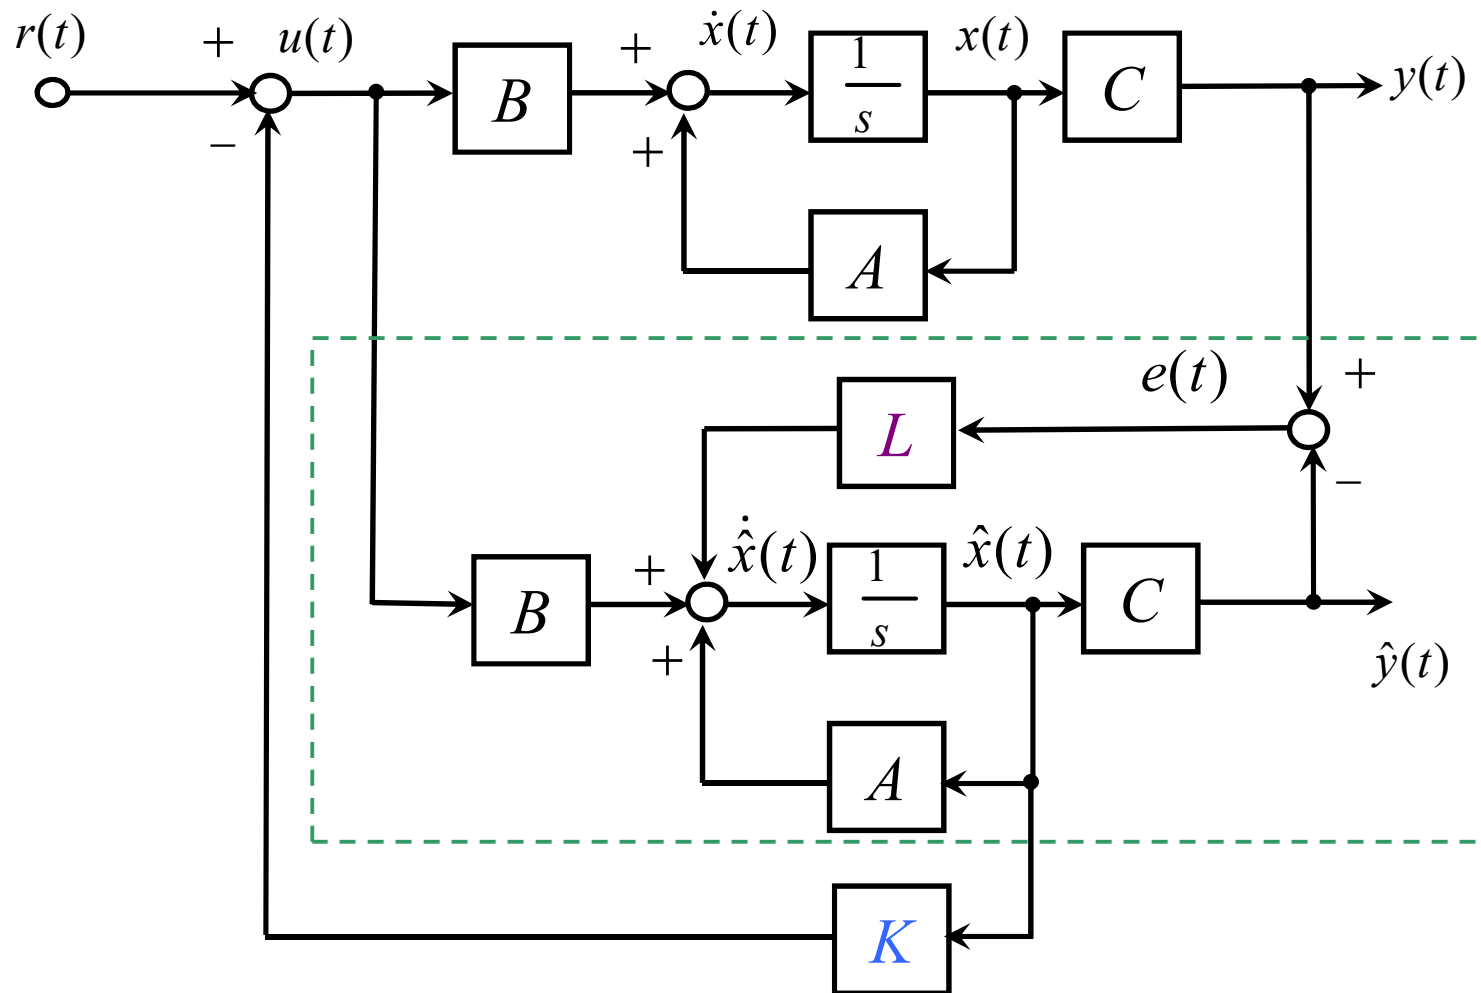 r(t) + u(t) + ẋ(t) 1/s x(t) C y(t)
B
− +
A
e(t) +
L
−
+ x̂̇(t) 1/s x̂(t) C
B
+ ŷ(t)
A
K